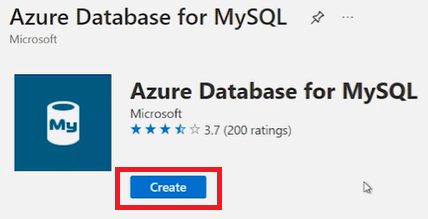 Azure Database for MySQL
Microsoft
My
Azure Database for MySQL
Microsoft
3.7 (200 ratings)
Create